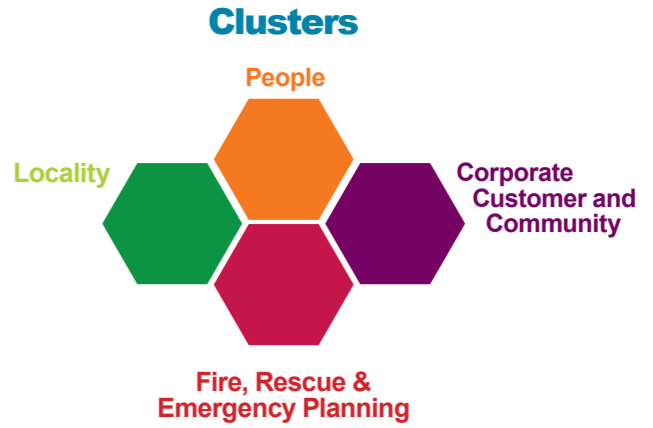 Clusters
People
Locality
Corporate
Customer and
Community
Fire, Rescue &
Emergency Planning